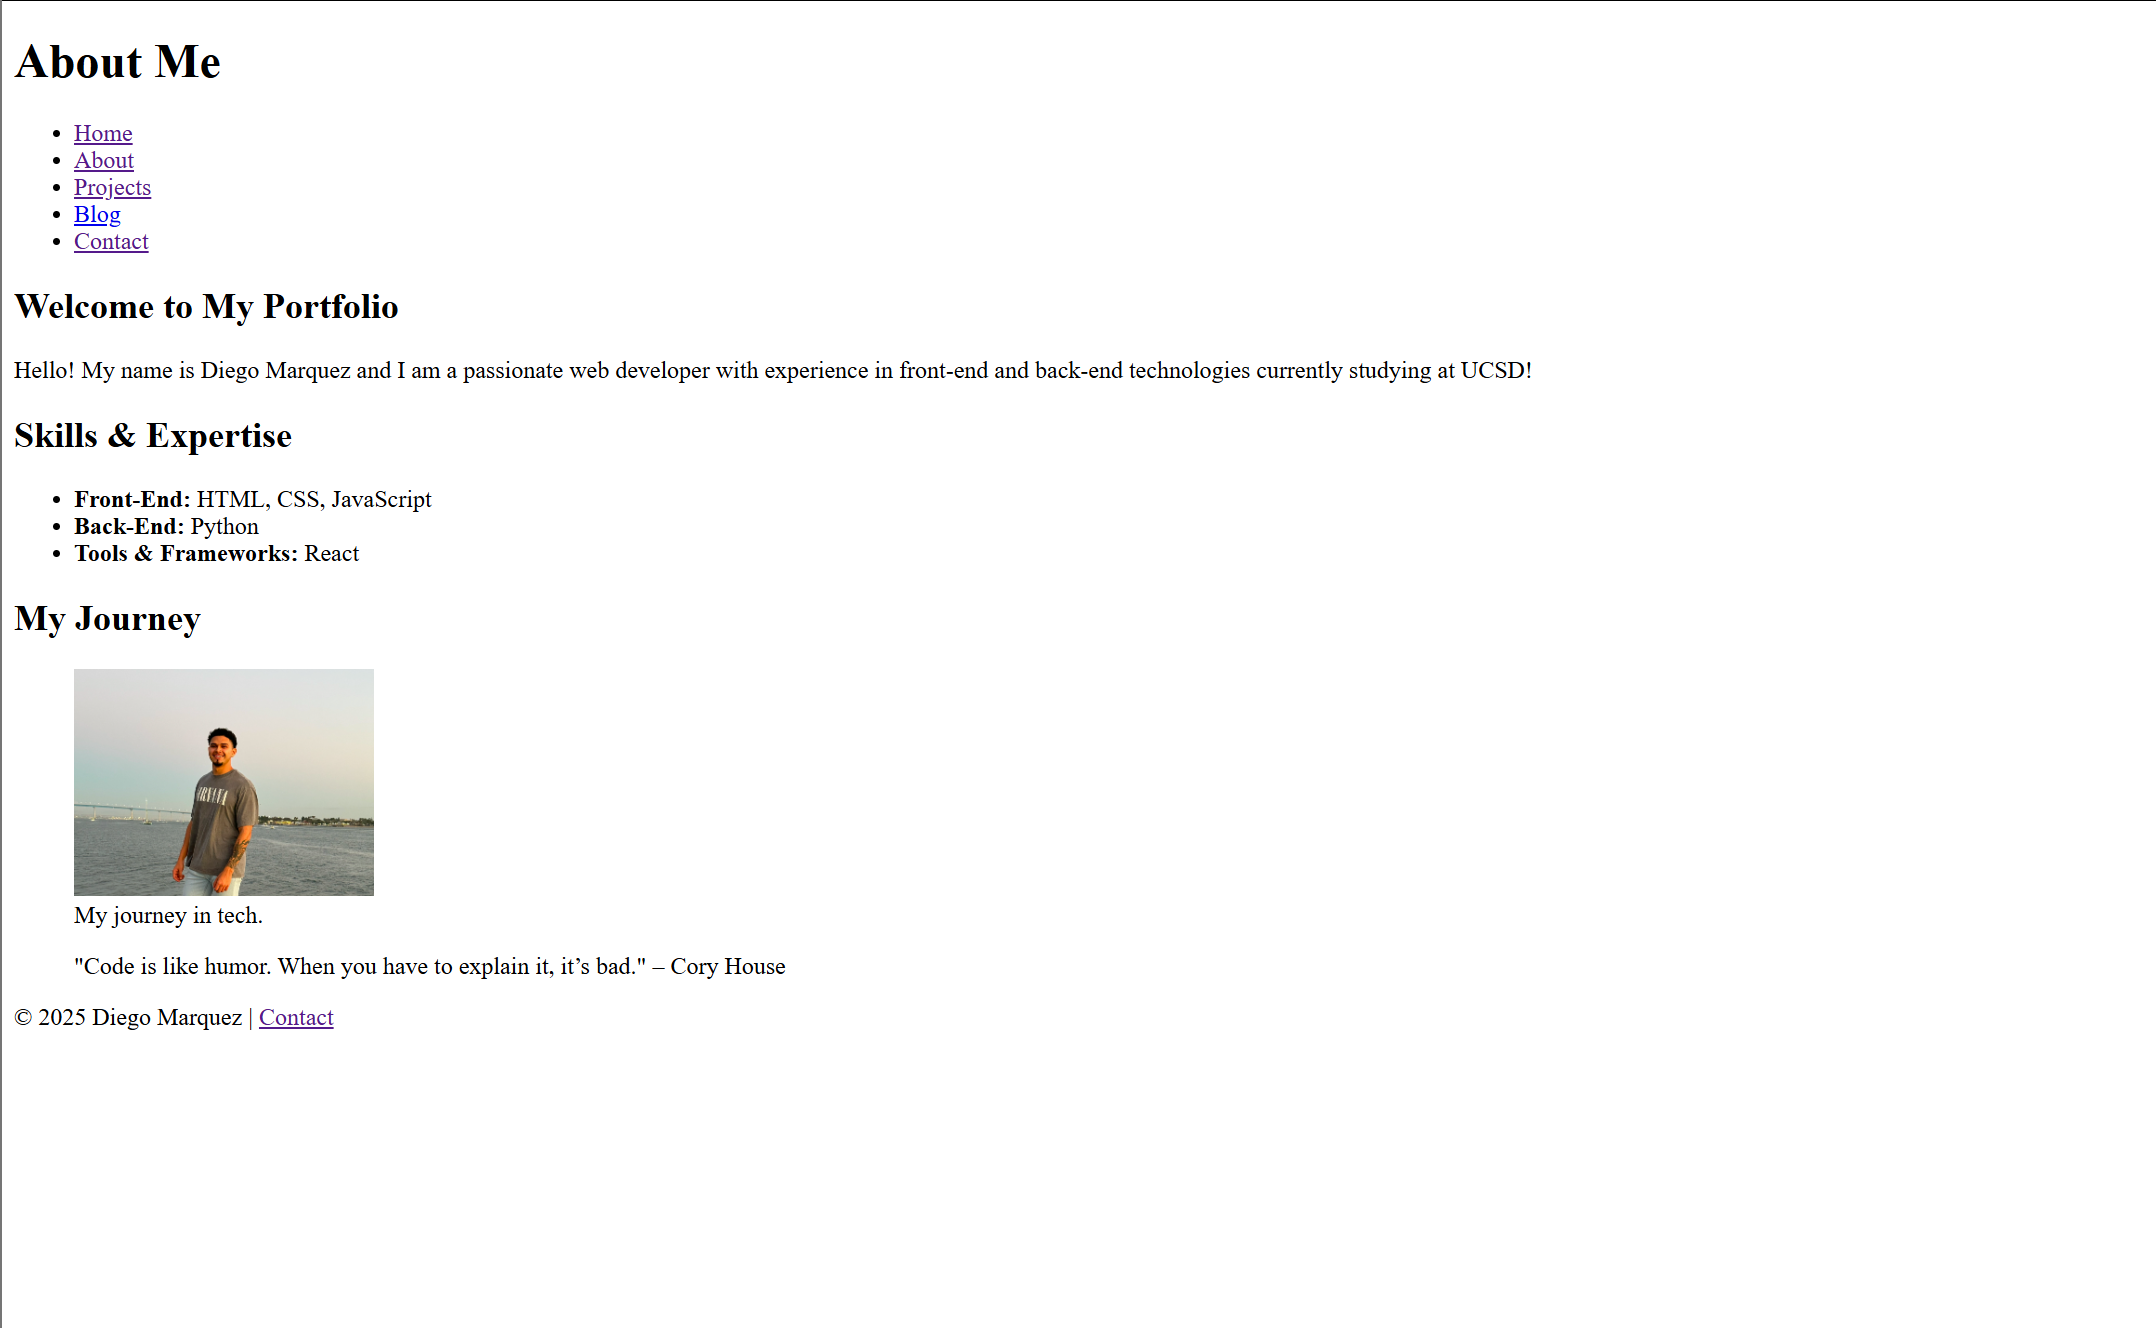 About Me
Home
About
Projects
Blog
Contact
Welcome to My Portfolio
Hello! My name is Diego Marquez and I am a passionate web developer with experience in front-end and back-end technologies currently studying at UCSD!
Skills & Expertise
Front-End: HTML, CSS, JavaScript
Back-End: Python
Tools & Frameworks: React
My Journey
NIRVANA
My journey in tech.
"Code is like humor. When you have to explain it, it’s bad." – Cory House
© 2025 Diego Marquez | Contact